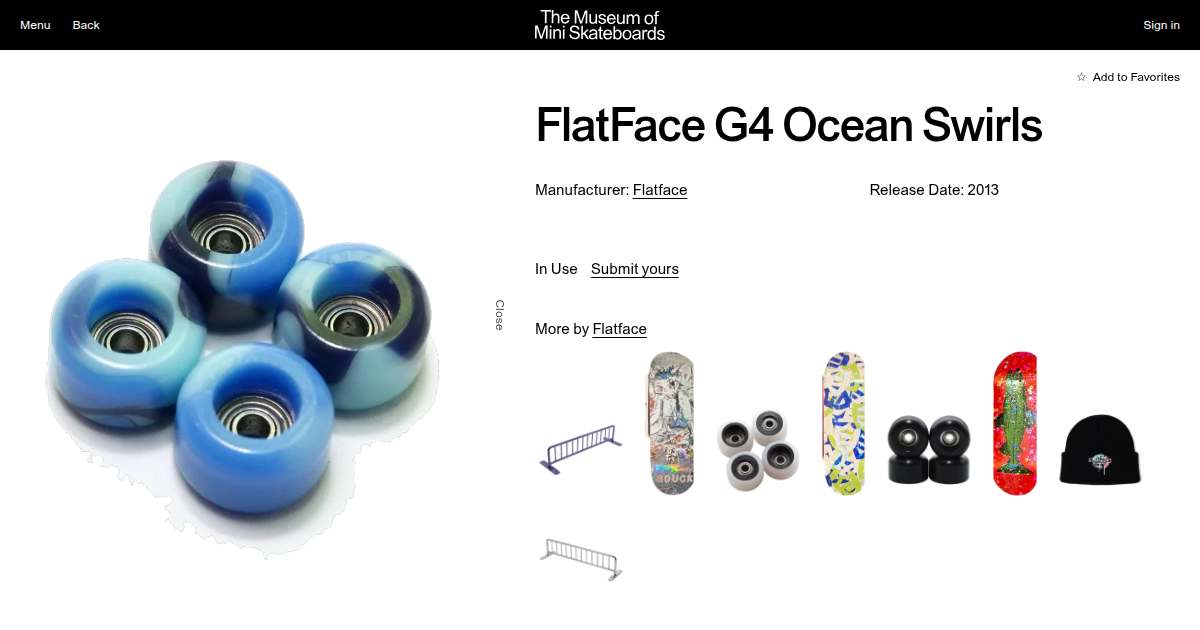 Menu
Back
The Museum of
Mini Skateboards
Sign in
☆ Add to Favorites
FlatFace G4 Ocean Swirls
Manufacturer: Flatface
Release Date: 2013
In Use
Submit yours
Close
More by Flatface